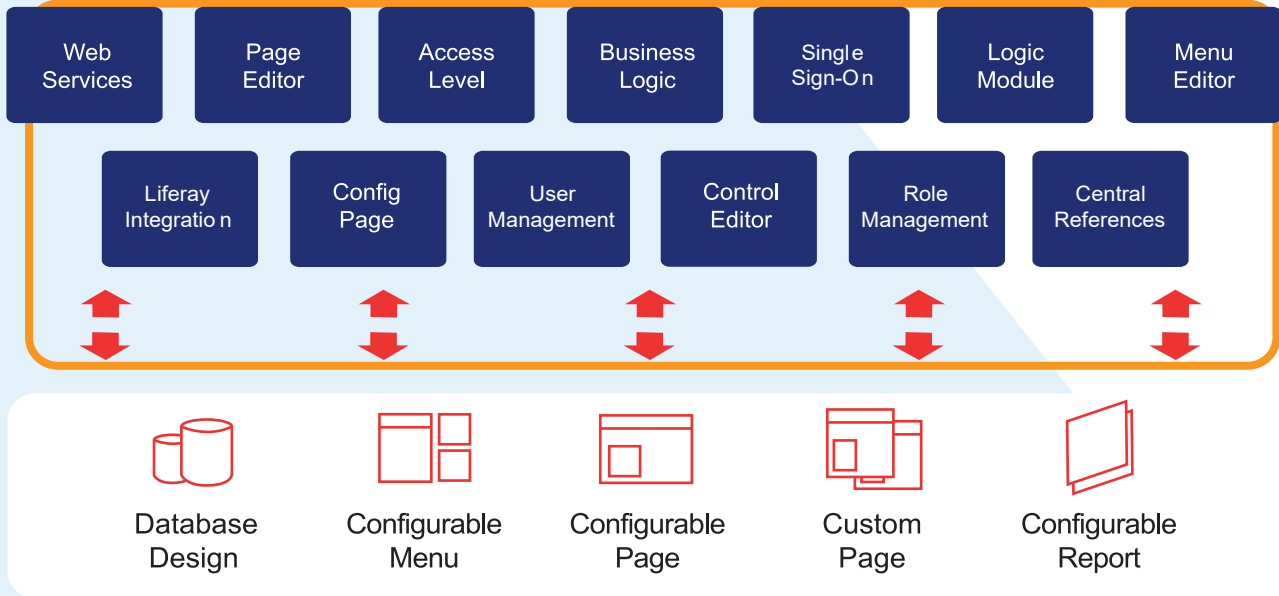 Web
Services
Page
Editor
Access
Level
Business
Logic
Single
Sign-On
Logic
Module
Menu
Editor
Liferay
Integration
Config
Page
User
Management
Control
Editor
Role
Management
Central
References
Database
Design
Configurable
Menu
Configurable
Page
Custom
Page
Configurable
Report